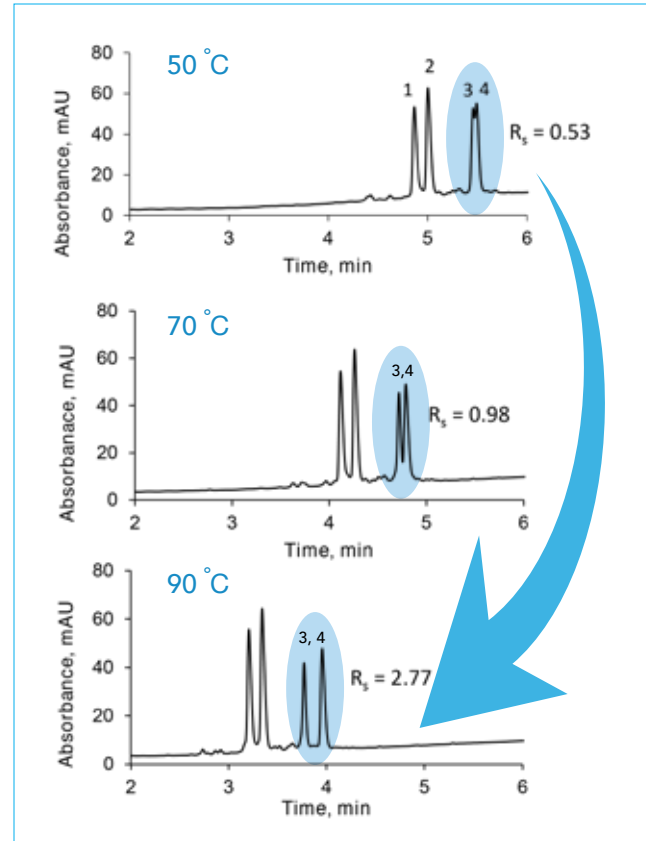 80
50 °C
60
40
20
0
Absorbance, mAU
1
2
3 4
Rs = 0.53
2 3 4 5 6
Time, min
80
70 °C
60
40
20
0
Absorbanace, mAU
3,4
Rs = 0.98
2 3 4 5 6
Time, min
80
90 °C
60
40
20
0
Absorbance, mAU
3, 4
Rs = 2.77
2 3 4 5 6
Time, min